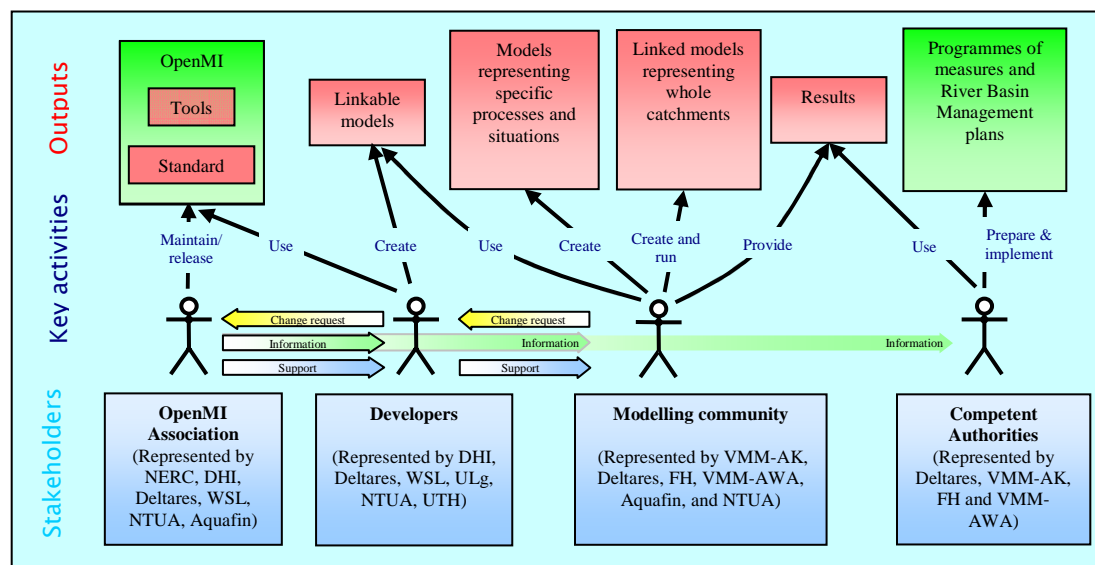 Outputs
OpenMI
Tools
Standard
Linkable
models
Models
representing
specific
processes and
situations
Linked models
representing
whole
catchments
Results
Programmes of
measures and
River Basin
Management
plans
Key activities
Maintain/
release
Use
Create
Use
Create
Create and
run
Provide
Use
Prepare &
implement
Change request
Information
Support
Change request
Information
Support
Information
Stakeholders
OpenMI
Association
(Represented by
NERC, DHI,
Deltares, WSL,
NTUA, Aquafin)
Developers
(Represented by DHI,
Deltares, WSL, ULg,
NTUA, UTH)
Modelling community
(Represented by VMM-AK,
Deltares, FH, VMM-AWA,
Aquafin, and NTUA)
Competent
Authorities
(Represented by
Deltares, VMM-AK,
FH and VMM-
AWA)